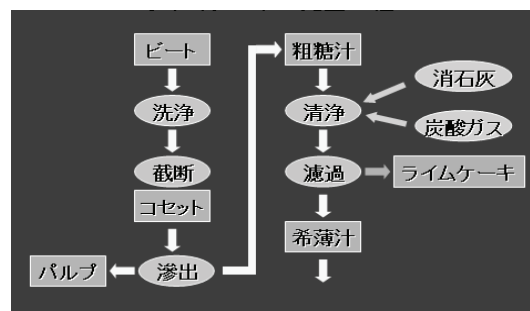 ビート
洗浄
截断
コセット
滲出
パルプ
粗糖汁
清浄
消石灰
炭酸ガス
濾過
ライムケーキ
希薄汁